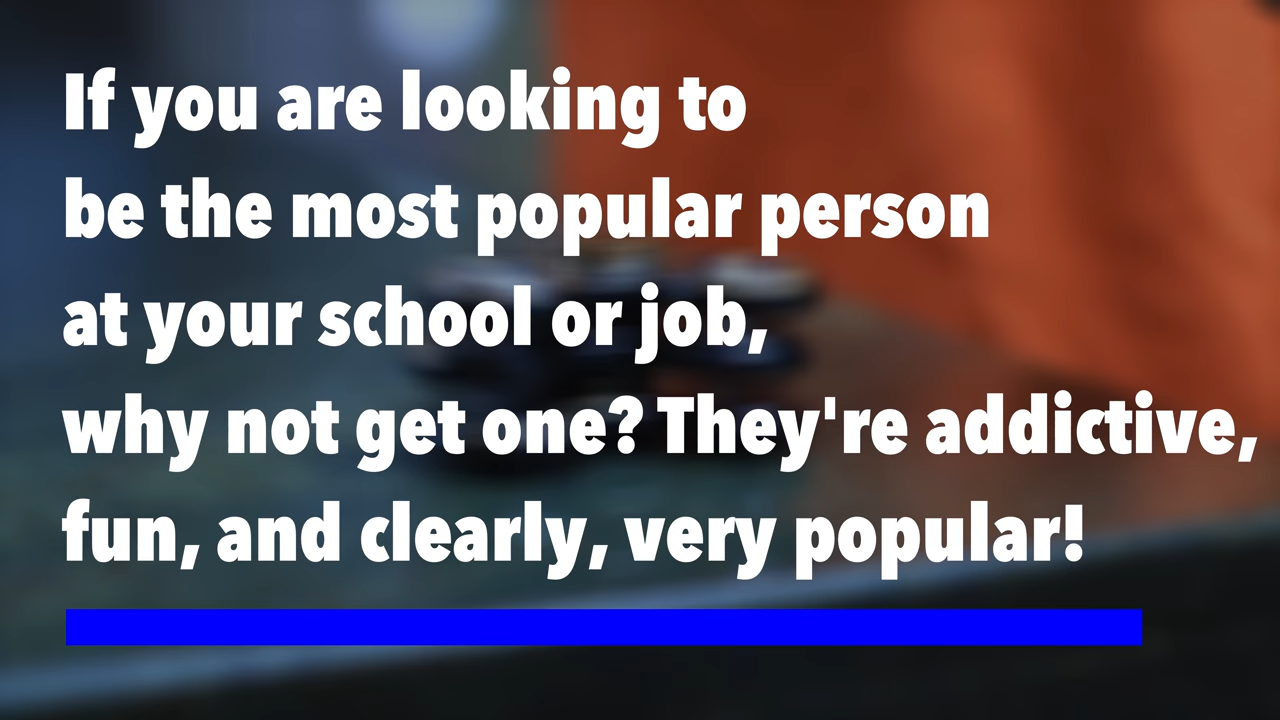 If you are looking to
be the most popular person
at your school or job,
why not get one? They're addictive,
fun, and clearly, very popular!